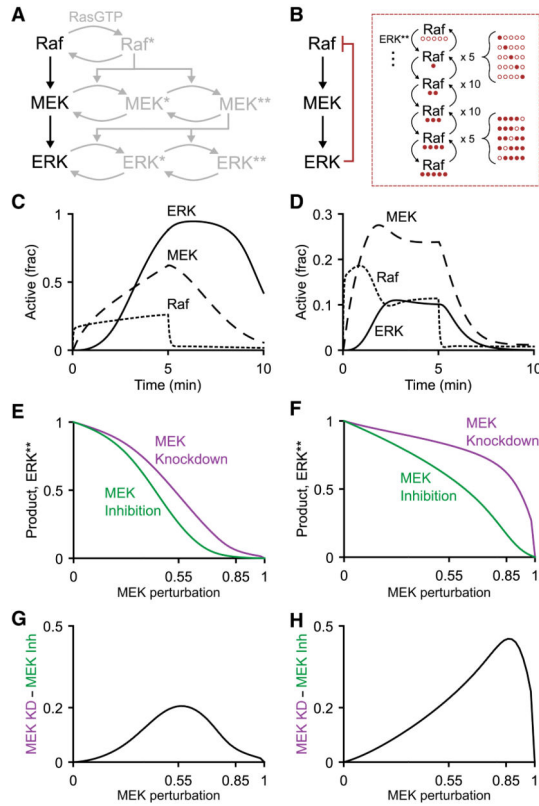 A
RasGTP
Raf
Raf*
MEK
MEK*
MEK**
ERK
ERK*
ERK**
B
Raf
MEK
ERK
ERK**
Raf
Raf
x 5
Raf
x 10
Raf
x 10
Raf
x 5
Raf
C
Active (frac)
1
0.5
0
ERK
MEK
Raf
0
5
10
Time (min)
D
Active (frac)
0.3
0.2
0.1
0
MEK
Raf
ERK
0
5
10
Time (min)
E
Product, ERK**
1
0.5
0
MEK
Knockdown
MEK
Inhibition
0
0.55
0.85
1
MEK perturbation
F
Product, ERK**
1
0.5
0
MEK
Knockdown
MEK
Inhibition
0
0.55
0.85
1
MEK perturbation
G
MEK KD – MEK Inh
0.5
0.2
0
0
0.55
0.85
1
MEK perturbation
H
MEK KD – MEK Inh
0.5
0.2
0
0
0.55
0.85
1
MEK perturbation